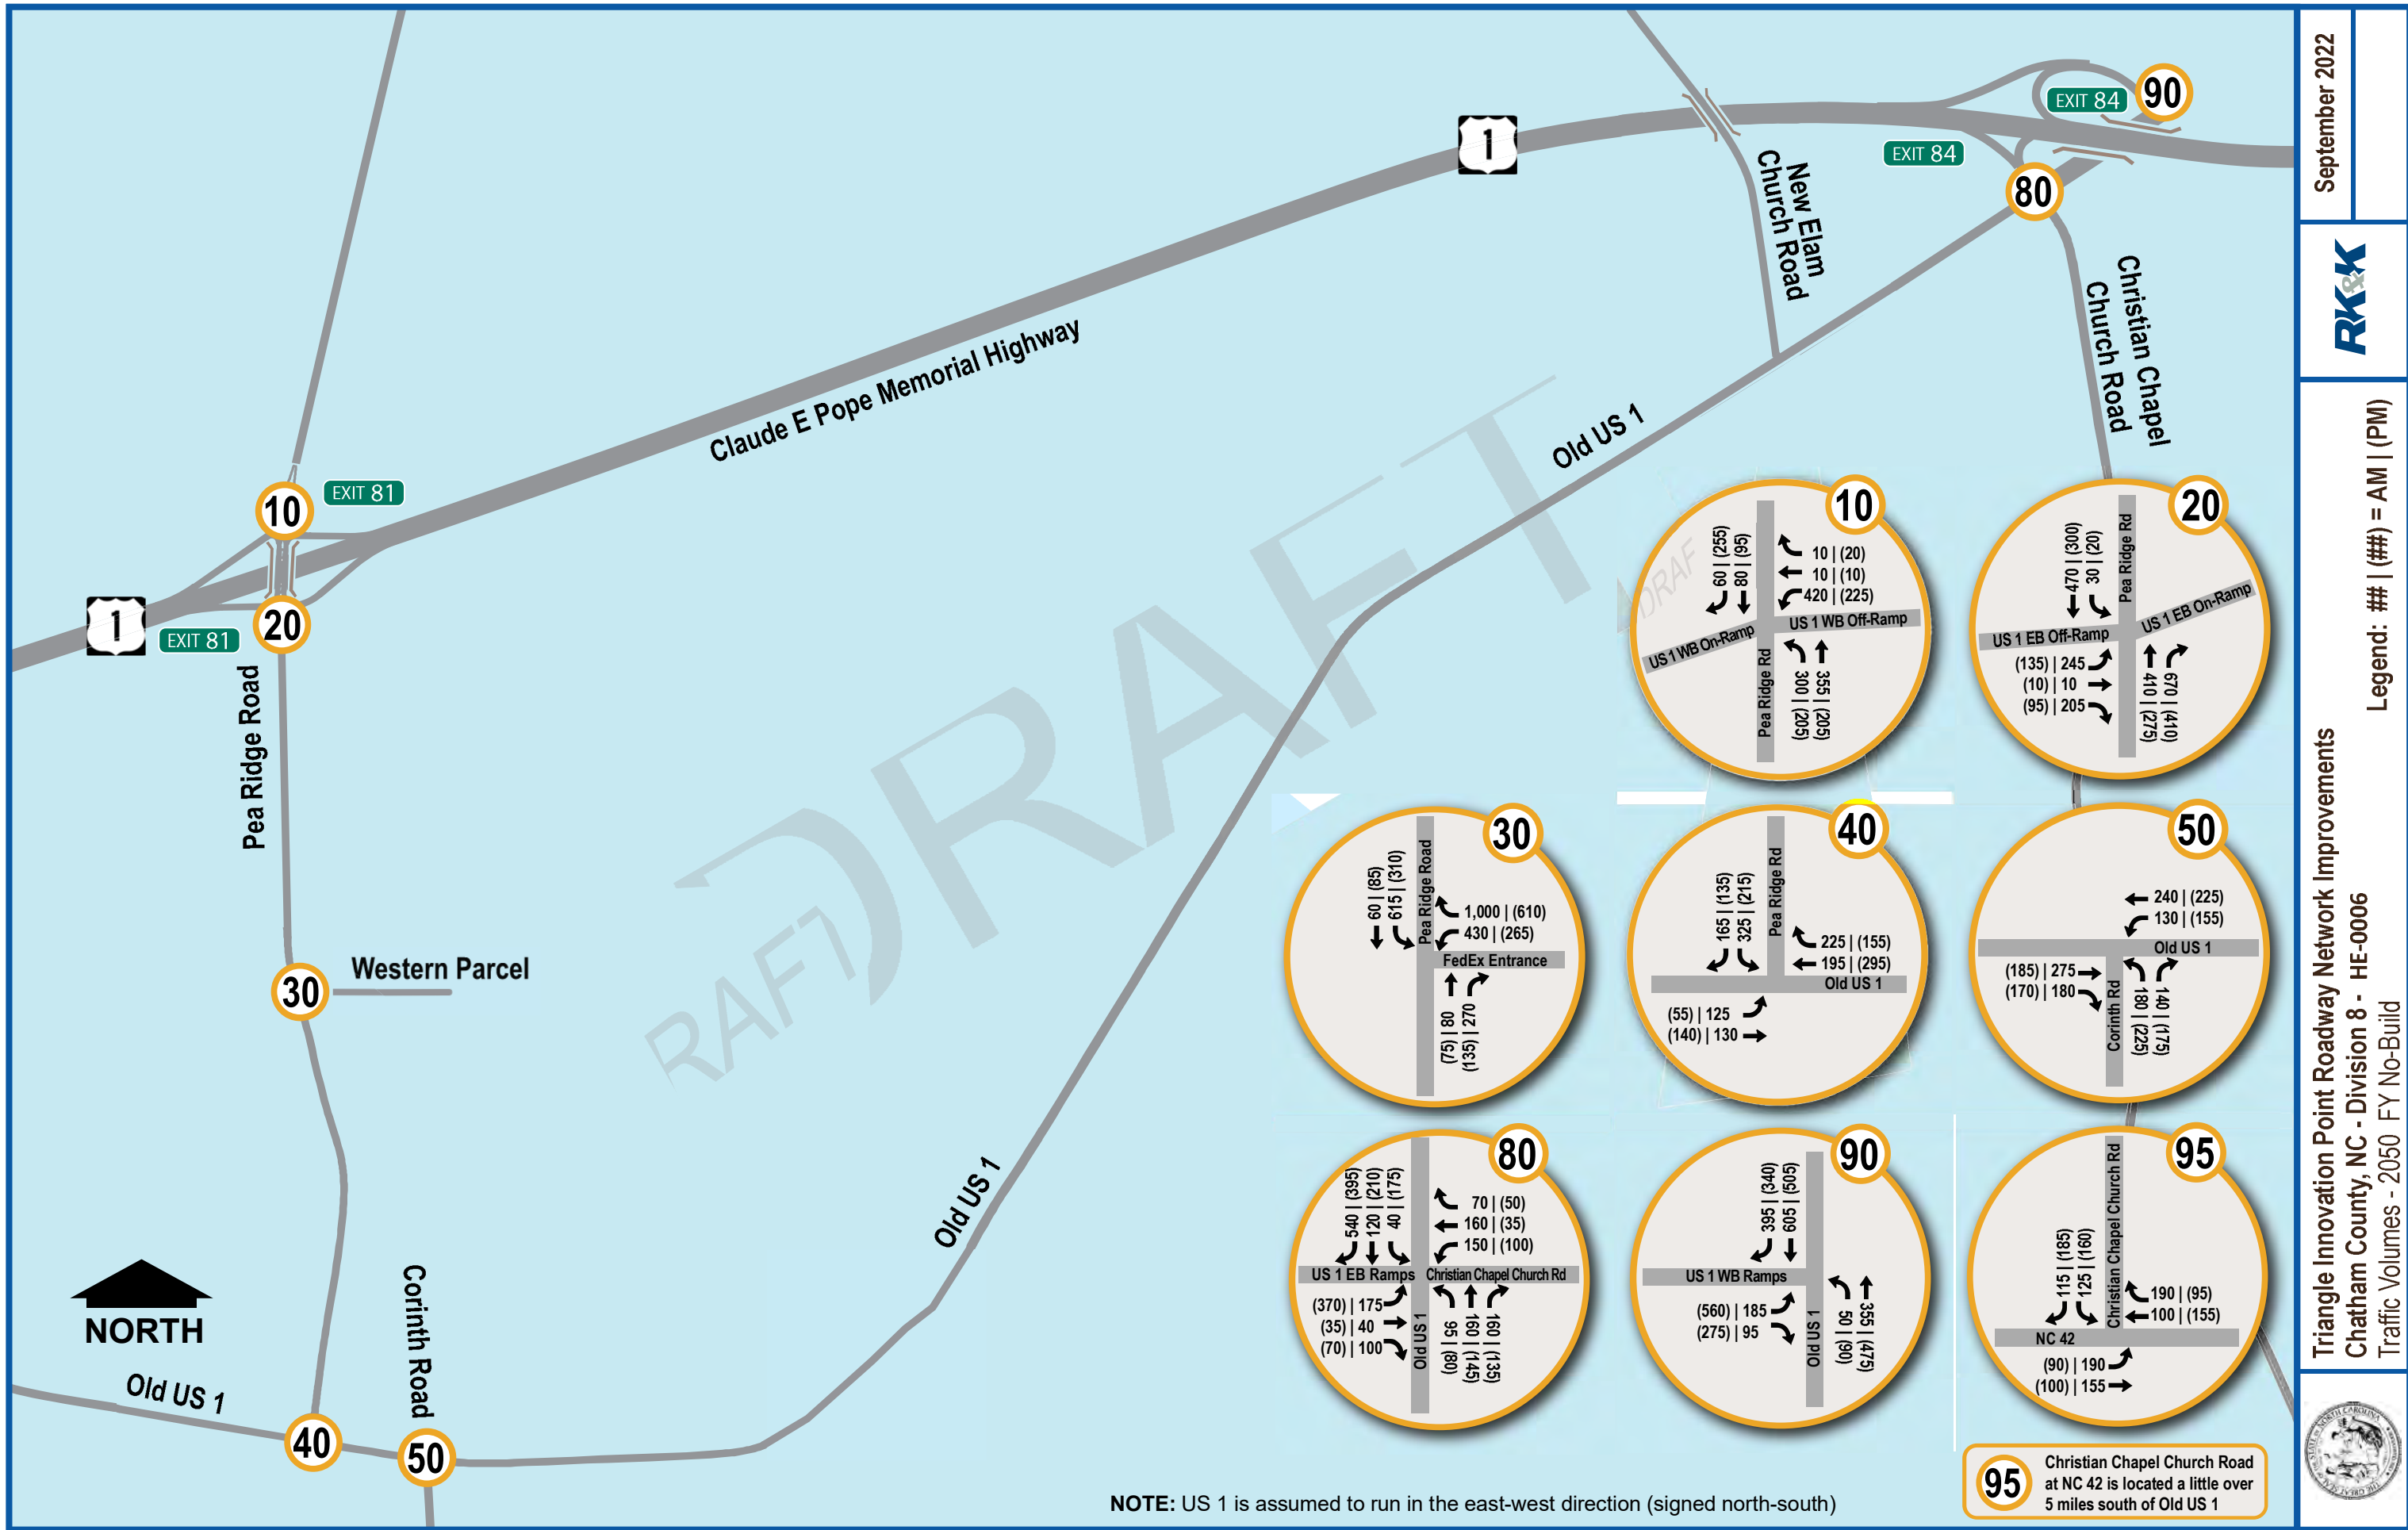 EXIT 84
90
1
EXIT 84
80
New Elam
Church Road
Christian Chapel
Church Road
Claude E Pope Memorial Highway
Old US 1
10
EXIT 81
1
EXIT 81
20
Pea Ridge Road
30
Western Parcel
DRAFT
RAFT
DRAF
Old US 1
NORTH
Old US 1
Corinth Road
40
50
10
60 | (255)
80 | (95)
10 | (20)
10 | (10)
420 | (225)
US 1 WB On-Ramp
US 1 WB Off-Ramp
Pea Ridge Rd
300 | (205)
355 | (205)
20
470 | (300)
30 | (20)
Pea Ridge Rd
US 1 EB Off-Ramp
US 1 EB On-Ramp
(135) | 245
(10) | 10
(95) | 205
410 | (275)
670 | (410)
30
60 | (85)
615 | (310)
Pea Ridge Road
1,000 | (610)
430 | (265)
FedEx Entrance
(75) | 80
(135) | 270
40
165 | (135)
325 | (215)
Pea Ridge Rd
225 | (155)
195 | (295)
Old US 1
(55) | 125
(140) | 130
50
240 | (225)
130 | (155)
Old US 1
(185) | 275
(170) | 180
Corinth Rd
180 | (225)
140 | (175)
80
540 | (395)
120 | (210)
40 | (175)
70 | (50)
160 | (35)
150 | (100)
US 1 EB Ramps
Christian Chapel Church Rd
(370) | 175
(35) | 40
(70) | 100
Old US 1
95 | (80)
160 | (145)
180 | (135)
90
395 | (340)
605 | (505)
US 1 WB Ramps
(560) | 185
(275) | 95
Old US 1
50 | (90)
355 | (475)
95
115 | (185)
125 | (160)
Christian Chapel Church Rd
190 | (95)
100 | (155)
NC 42
(90) | 190
(100) | 155
95
Christian Chapel Church Road
at NC 42 is located a little over
5 miles south of Old US 1
NOTE: US 1 is assumed to run in the east-west direction (signed north-south)
September 2022
RK&K
Legend: ## | (##) = AM | (PM)
Triangle Innovation Point Roadway Network Improvements
Chatham County, NC - Division 8 - HE-0006
Traffic Volumes - 2050 FY No-Build